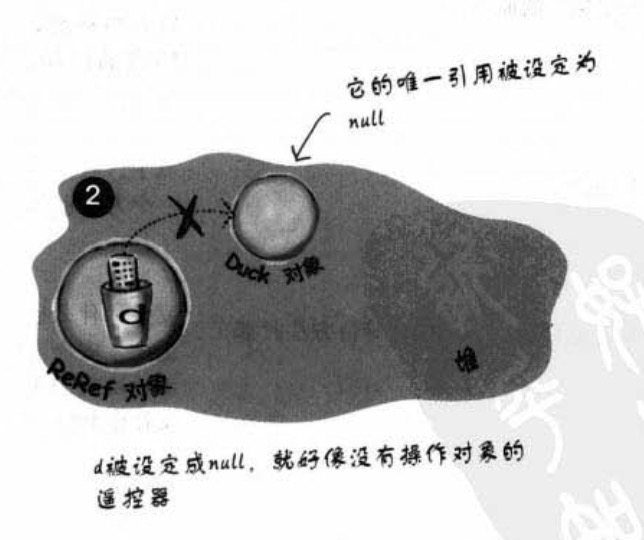 它的唯一引用被设定为
null
2
Duck 对象
d
ReRef 对象
堆
d被设定成null，就好像没有操作对象的
遥控器